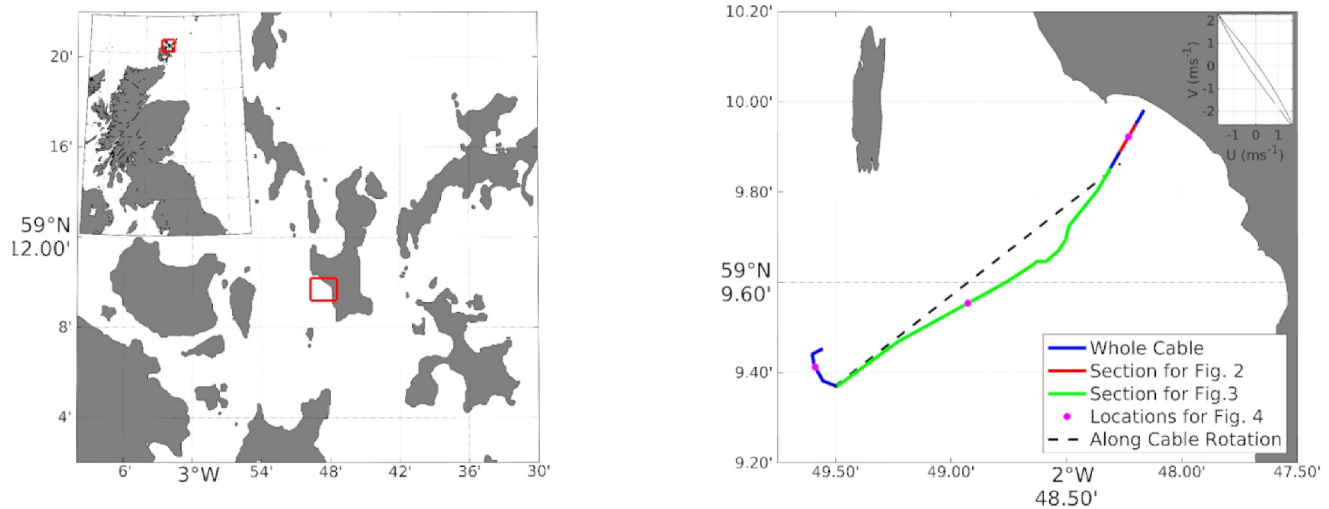 20'
18'
16'
59°N
12.00'
8'
4'
6'
3°W
54'
48'
42'
36'
30'
10.20'
10.00'
9.80'
59°N
9.60'
9.40'
9.20'
49.50'
49.00'
2°W
48.50'
48.00'
47.50'
V (ms-1)
2
1
0
-1
-2
-1
0
1
U (ms-1)
Whole Cable
Section for Fig. 2
Section for Fig.3
Locations for Fig. 4
Along Cable Rotation